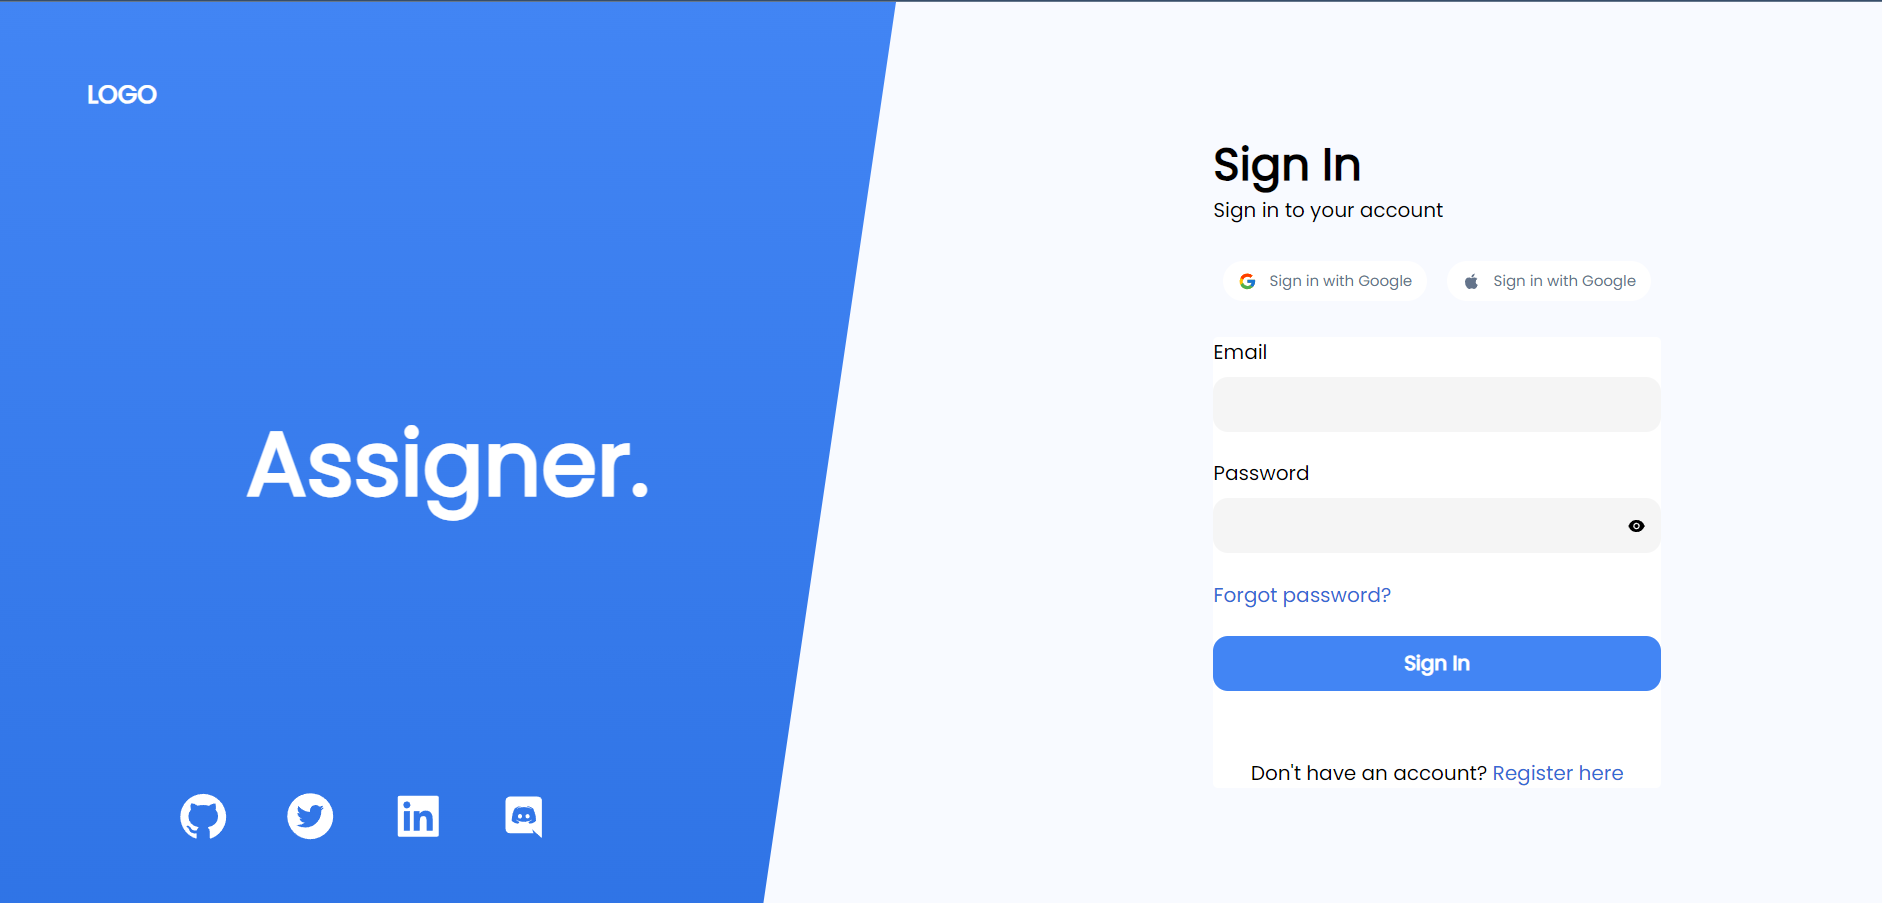 LOGO
Assigner.
Sign In
Sign in to your account
Sign in with Google
Sign in with Google
Email
Password
Forgot password?
Sign In
Don't have an account? Register here